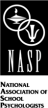 NASP
NATIONAL
ASSOCIATION OF
SCHOOL
PSYCHOLOGISTS